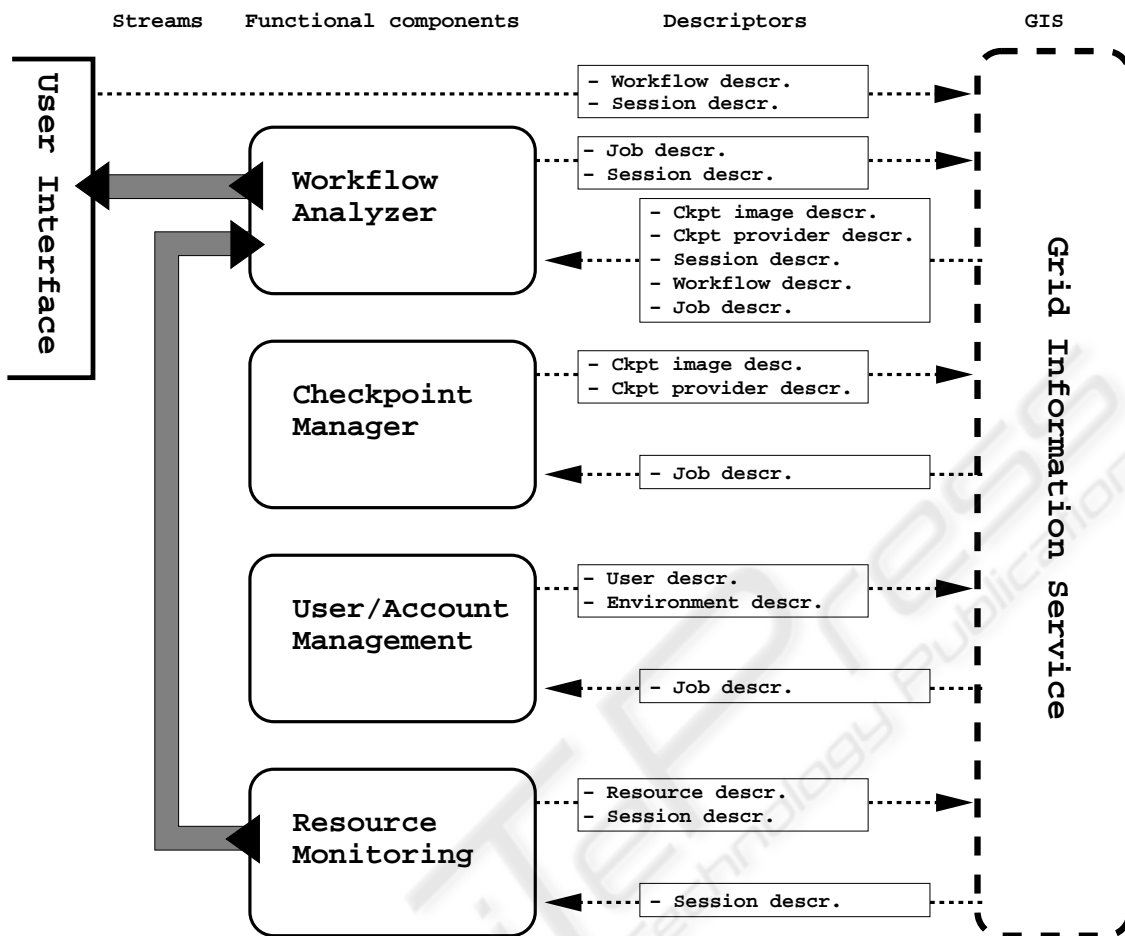 Streams Functional components Descriptors GIS
User Interface
- Workflow descr.
- Session descr.
Workflow
Analyzer
- Job descr.
- Session descr.
- Ckpt image descr.
- Ckpt provider descr.
- Session descr.
- Workflow descr.
- Job descr.
Checkpoint
Manager
- Ckpt image desc.
- Ckpt provider descr.
- Job descr.
User/Account
Management
- User descr.
- Environment descr.
- Job descr.
Resource
Monitoring
- Resource descr.
- Session descr.
- Session descr.
Grid Information Service
iTePress
Technology Publication